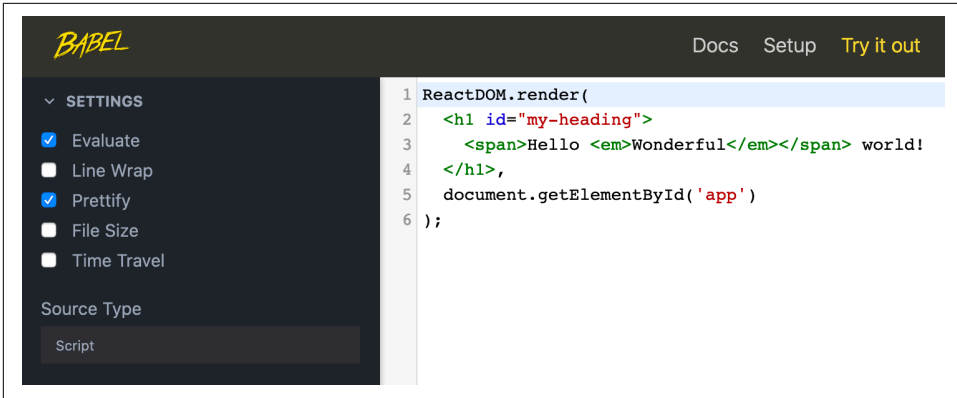 BABEL
Docs Setup Try it out
SETTINGS
Evaluate
Line Wrap
Prettify
File Size
Time Travel
Source Type
Script
1 ReactDOM.render(
2   <h1 id="my-heading">
3     <span>Hello <em>Wonderful</em></span> world!
4   </h1>,
5   document.getElementById('app')
6 );